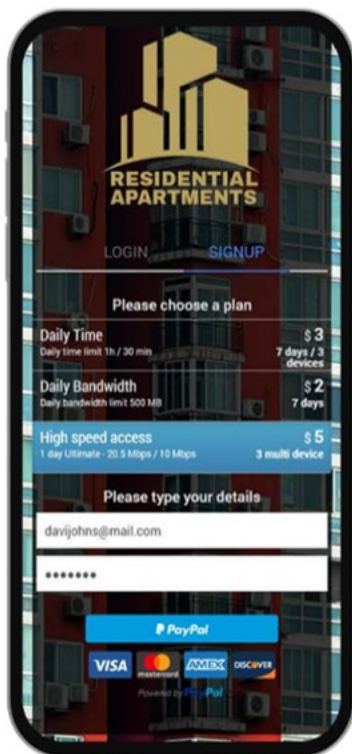 RESIDENTIAL
APARTMENTS
LOGIN
SIGNUP
Please choose a plan
Daily Time
$ 3
Daily time limit 1h / 30 min
7 days / 3
devices
Daily Bandwidth
$ 2
Daily bandwidth limit 500 MB
7 days
High speed access
$ 5
1 day Ultimate - 20.5 Mbps / 10 Mbps
3 multi device
Please type your details
davijohns@mail.com
•••••••
PayPal
VISA
mastercard
AMEX
DISCOVER
Powered by PayPal